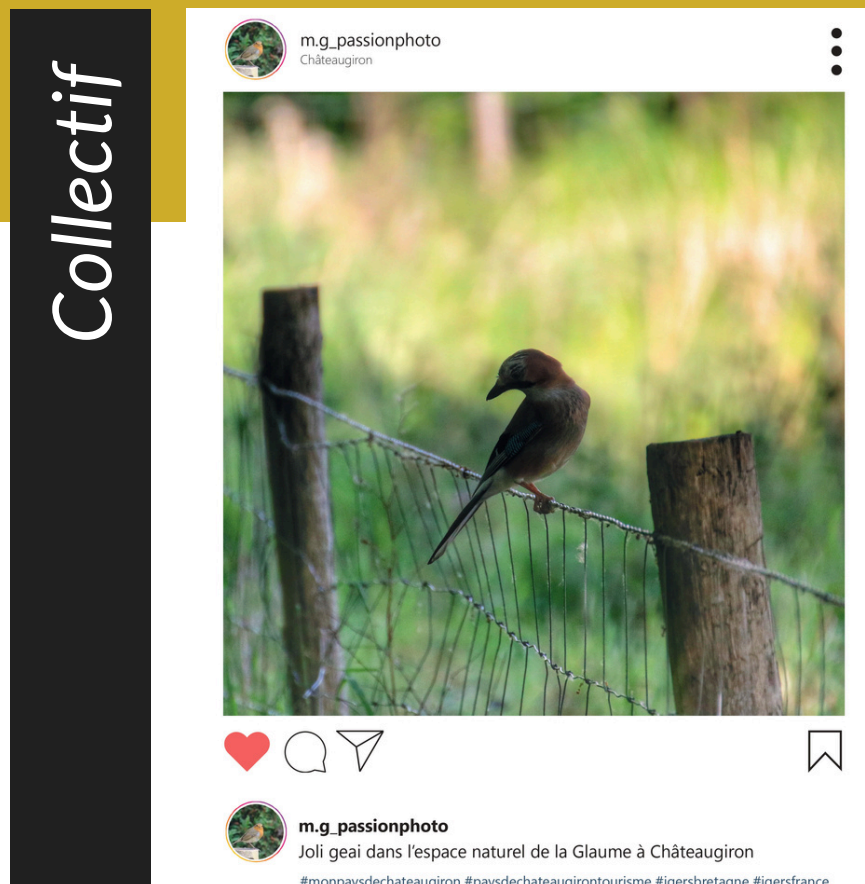 Collectif
m.g_passionphoto
Châteaugiron
m.g_passionphoto
Joli geai dans l'espace naturel de la Glaume à Châteaugiron
#monpaysdechateaugiron #paysdechateaugirontourisme #igersbretagne #igersfrance